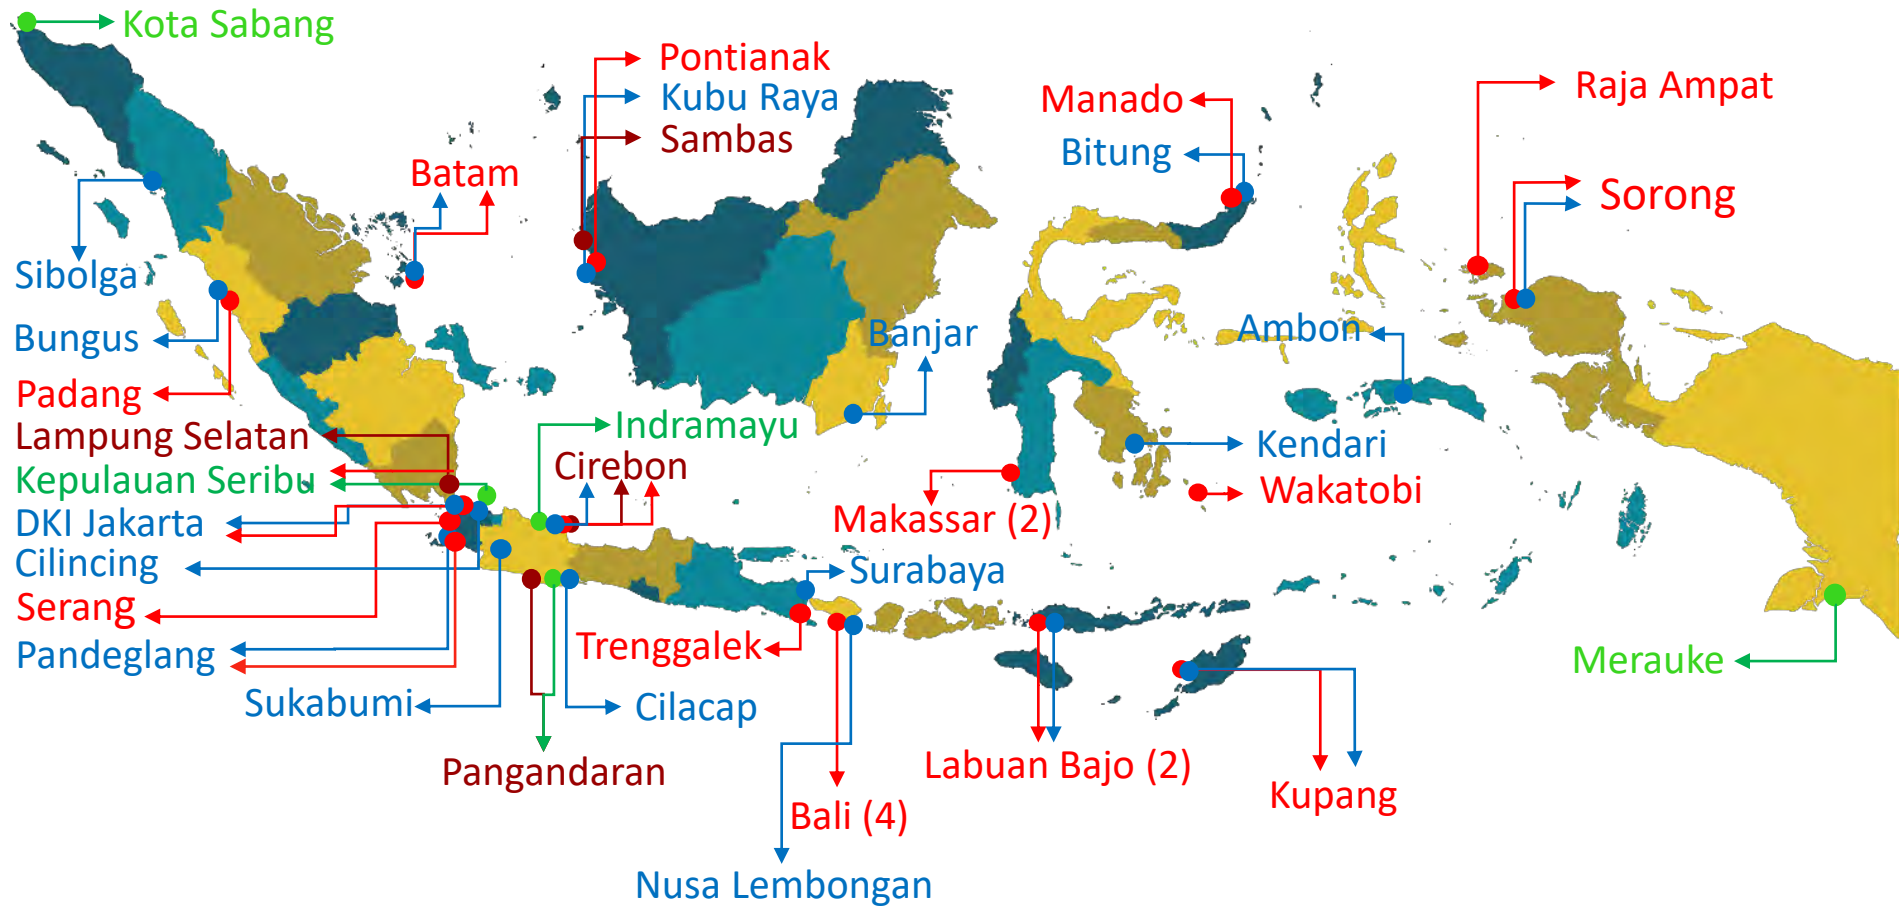 Kota Sabang
Pontianak
Kubu Raya
Sambas
Manado
Bitung
Raja Ampat
Batam
Sorong
Sibolga
Bungus
Banjar
Ambon
Padang
Lampung Selatan
Kepulauan Seribu
DKI Jakarta
Cilincing
Serang
Pandeglang
Indramayu
Cirebon
Kendari
Wakatobi
Makassar (2)
Surabaya
Trenggalek
Merauke
Sukabumi
Cilacap
Pangandaran
Labuan Bajo (2)
Kupang
Bali (4)
Nusa Lembongan